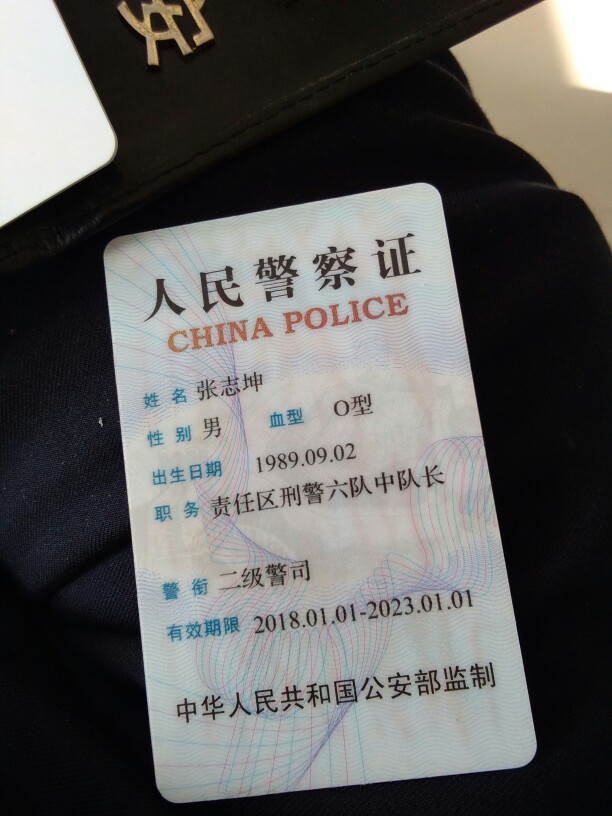 安
人民警察证
CHINA POLICE
姓名 张志坤
性别 男 血型 O型
出生日期 1989.09.02
职务 责任区刑警六队中队长
警衔 二级警司
有效期限 2018.01.01-2023.01.01
中华人民共和国公安部监制